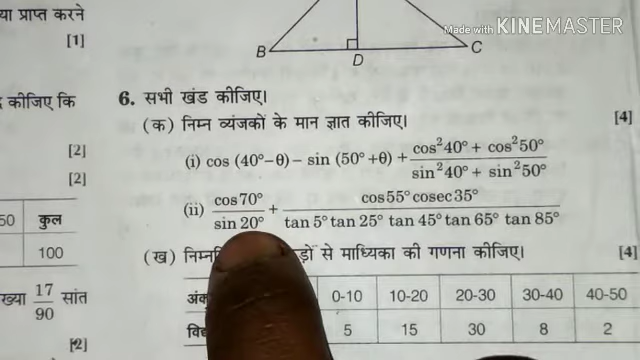 या प्राप्त करने
[1]
Made with KINEMASTER
B
D
C
कीजिए कि
[2]
[2]
50 कुल
100
ख्या 17/90 सांत
[2]
6. सभी खंड कीजिए।
(क) निम्न व्यंजकों के मान ज्ञात कीजिए। [4]
(i) cos (40°−θ) − sin (50°+θ) + (cos²40° + cos²50°)/(sin²40° + sin²50°)
(ii) cos70°/sin 20° + (cos55° cosec35°)/(tan 5° tan 25° tan 45° tan 65° tan 85°)
(ख) से माध्यिका की गणना कीजिए। [4]
0-10 10-20 20-30 30-40 40-50
5 15 30 8 2